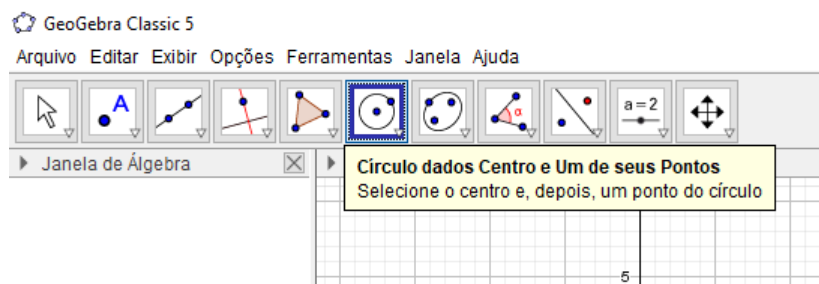 GeoGebra Classic 5
Arquivo Editar Exibir Opções Ferramentas Janela Ajuda
A
α
a=2
Janela de Álgebra
Círculo dados Centro e Um de seus Pontos
Selecione o centro e, depois, um ponto do círculo
5